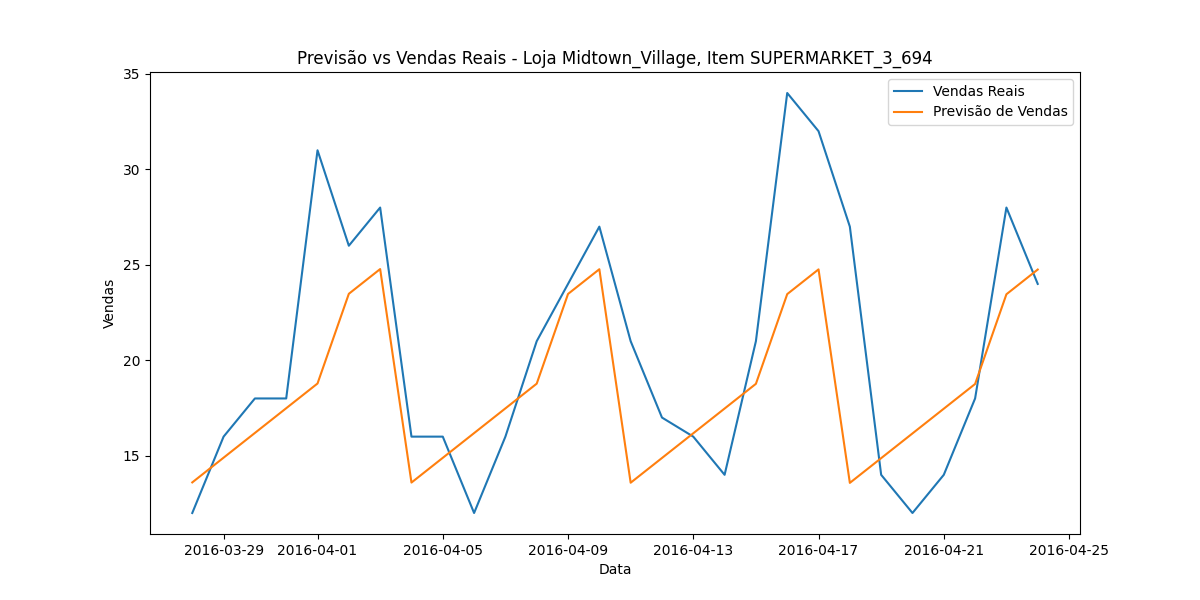 Previsão vs Vendas Reais - Loja Midtown_Village, Item SUPERMARKET_3_694
Vendas Reais
Previsão de Vendas
35
30
25
20
15
Vendas
2016-03-29 2016-04-01 2016-04-05 2016-04-09 2016-04-13 2016-04-17 2016-04-21 2016-04-25
Data